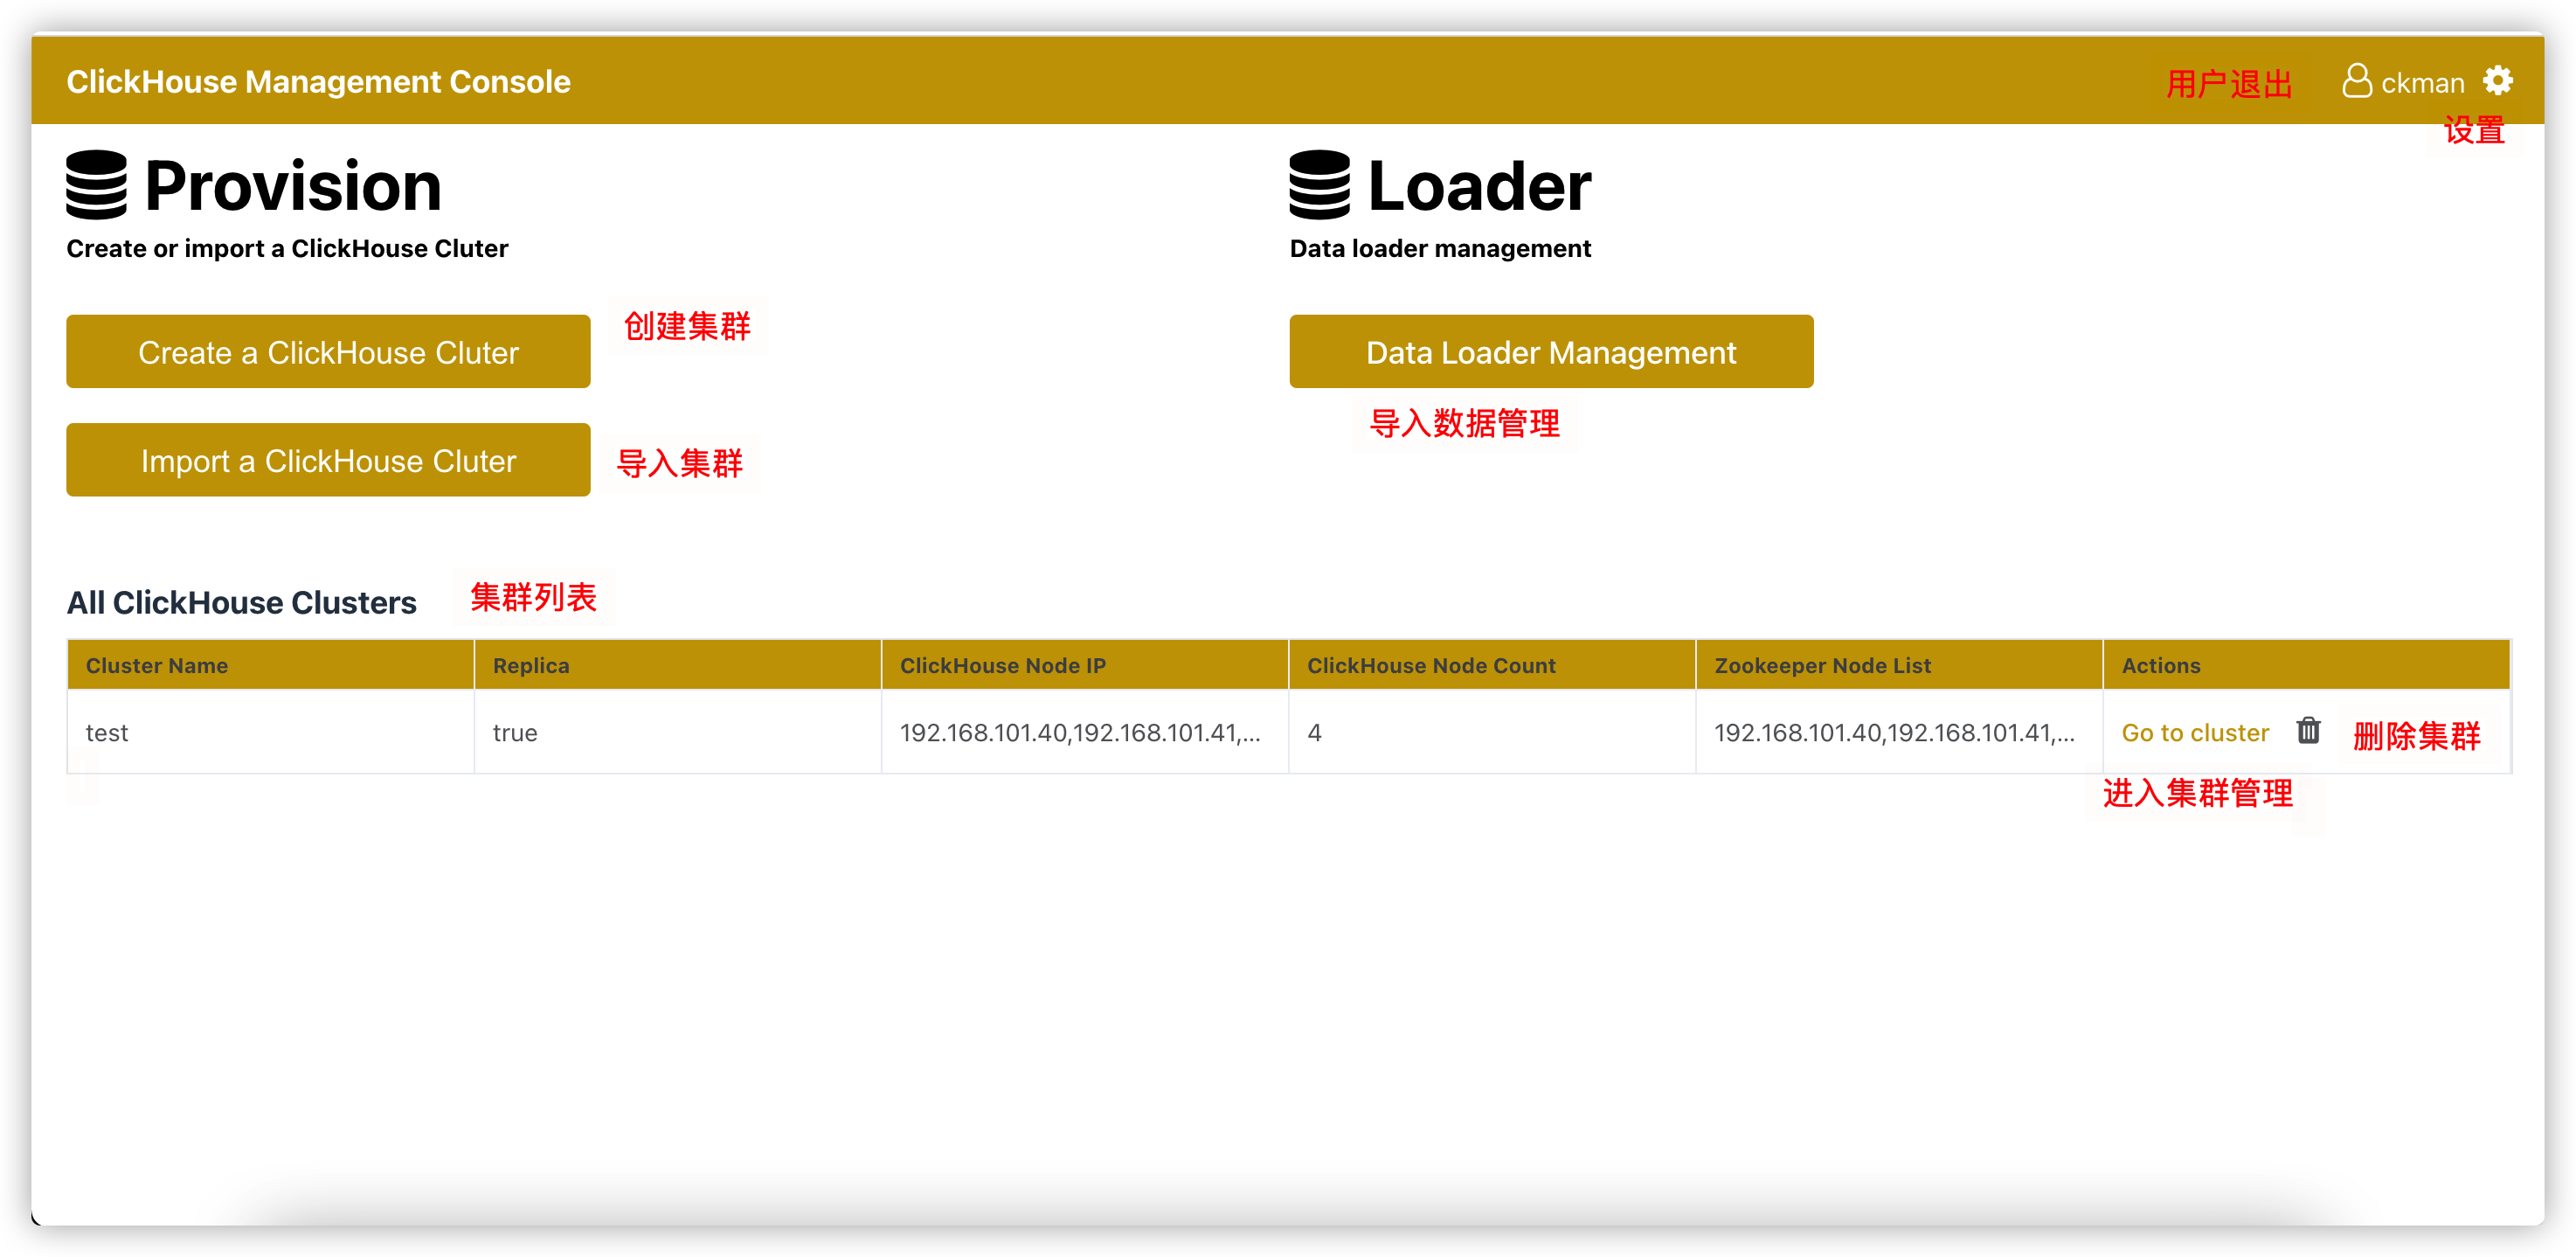 ClickHouse Management Console
用户退出
ckman
设置
Provision
Create or import a ClickHouse Cluter
Loader
Data loader management
Create a ClickHouse Cluter
创建集群
Data Loader Management
导入数据管理
Import a ClickHouse Cluter
导入集群
All ClickHouse Clusters
集群列表
Cluster Name
Replica
ClickHouse Node IP
ClickHouse Node Count
Zookeeper Node List
Actions
test
true
192.168.101.40,192.168.101.41,...
4
192.168.101.40,192.168.101.41,...
Go to cluster
删除集群
进入集群管理